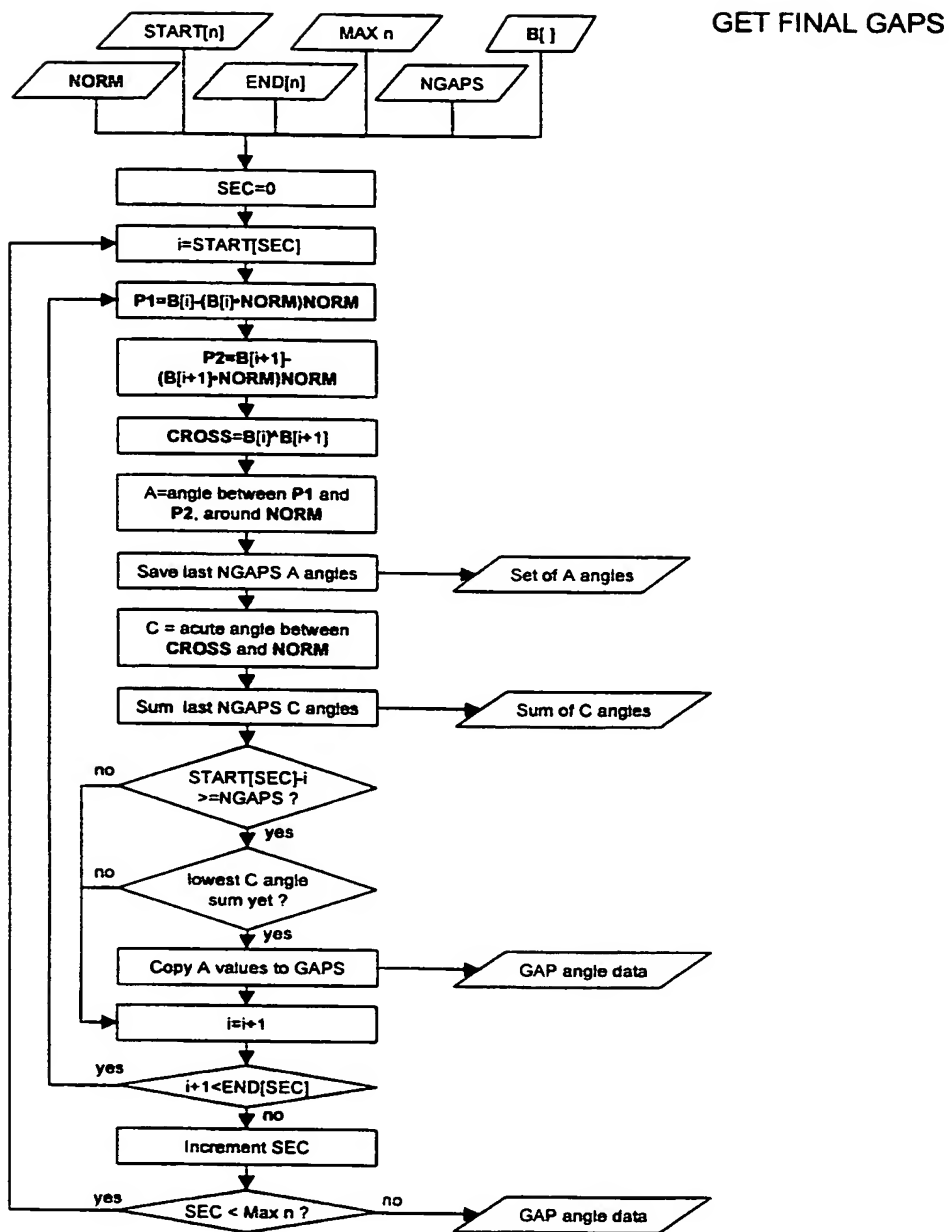 GET FINAL GAPS
START[n]
MAX n
B[ ]
NORM
END[n]
NGAPS
SEC=0
i=START[SEC]
P1=B[i]-(B[i]•NORM)NORM
P2=B[i+1]-
(B[i+1]•NORM)NORM
CROSS=B[i]^B[i+1]
A=angle between P1 and
P2, around NORM
Save last NGAPS A angles
Set of A angles
C = acute angle between
CROSS and NORM
Sum last NGAPS C angles
Sum of C angles
no
START[SEC]-i
>=NGAPS ?
yes
no
lowest C angle
sum yet ?
yes
Copy A values to GAPS
GAP angle data
i=i+1
yes
i+1<END[SEC]
no
Increment SEC
yes
SEC < Max n ?
no
GAP angle data